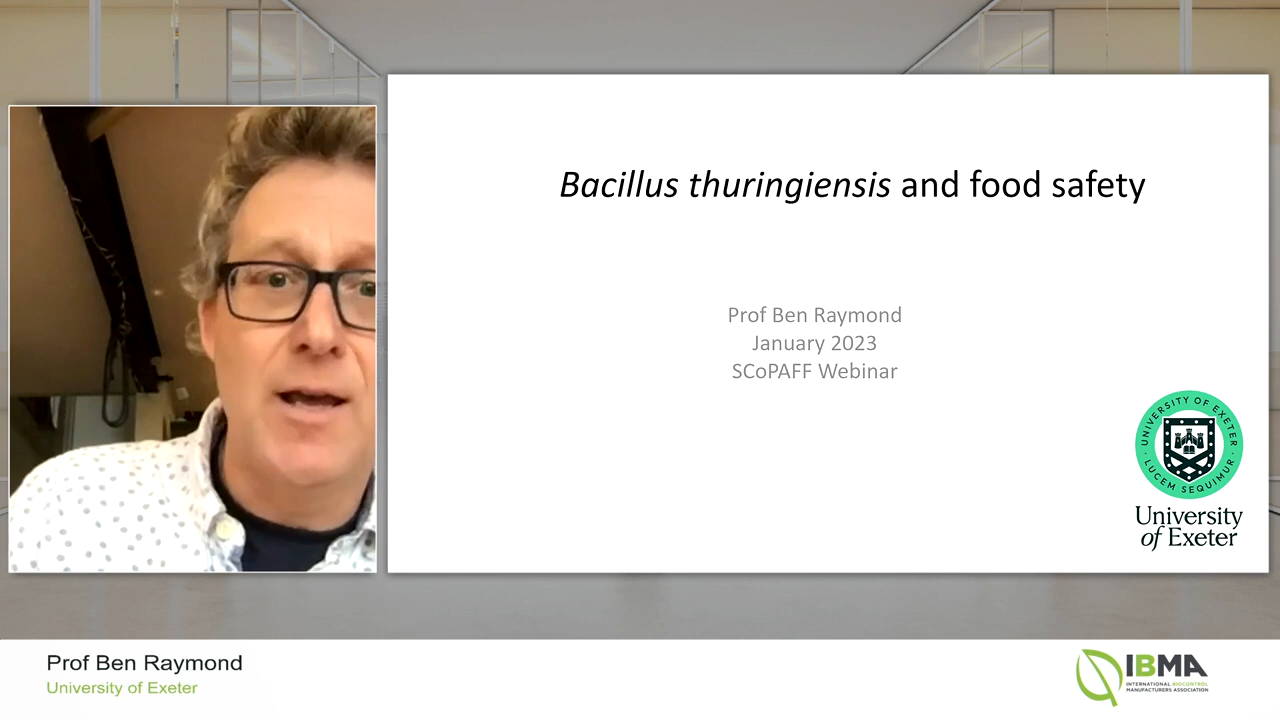 Bacillus thuringiensis and food safety
Prof Ben Raymond
January 2023
SCoPAFF Webinar
UNIVERSITY OF EXETER
LUCEM SEQUIMUR
University
of Exeter
Prof Ben Raymond
University of Exeter
IBMA
INTERNATIONAL BIOCONTROL
MANUFACTURERS ASSOCIATION